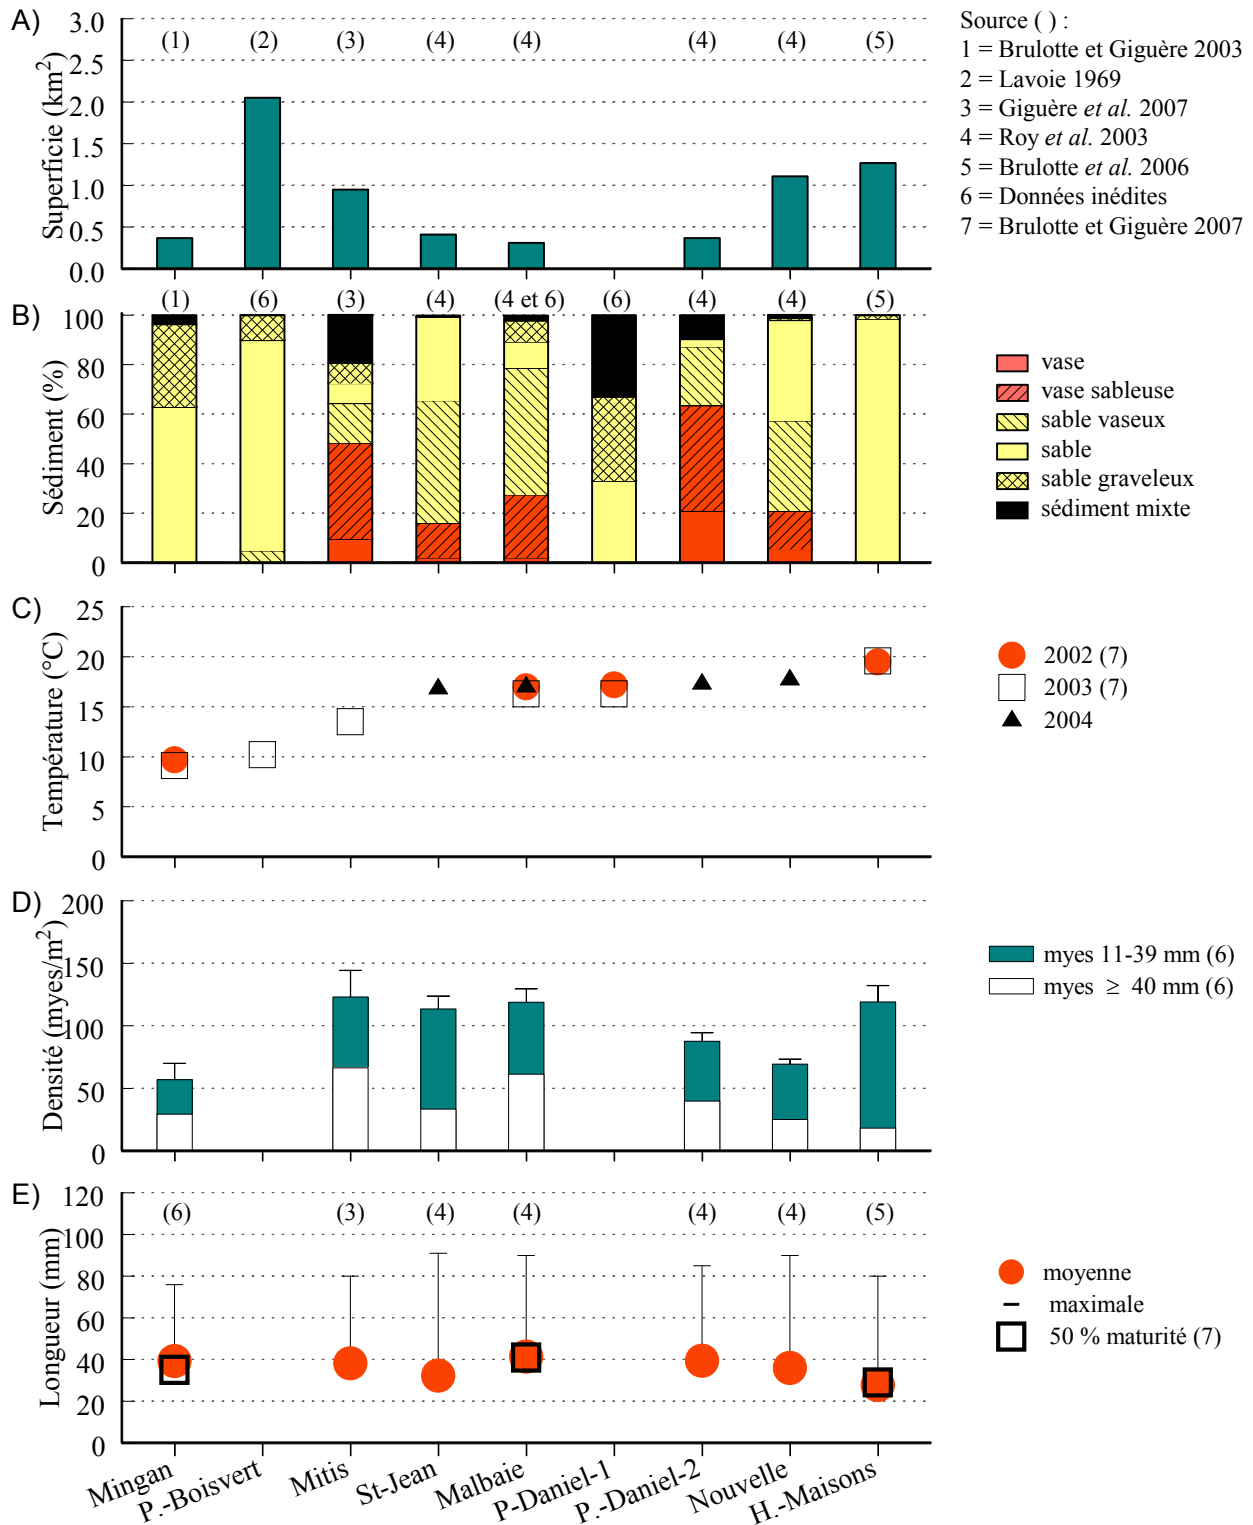 A)
3.0
2.5
2.0
1.5
1.0
0.5
0.0
Superficie (km²)
(1) (2) (3) (4) (4) (4) (4) (5)
Source ( ) :
1 = Brulotte et Giguère 2003
2 = Lavoie 1969
3 = Giguère et al. 2007
4 = Roy et al. 2003
5 = Brulotte et al. 2006
6 = Données inédites
7 = Brulotte et Giguère 2007
B)
(1) (6) (3) (4) (4 et 6) (6) (4) (4) (5)
100
80
60
40
20
0
Sédiment (%)
vase
vase sableuse
sable vaseux
sable
sable graveleux
sédiment mixte
C)
25
20
15
10
5
0
Température (°C)
2002 (7)
2003 (7)
2004
D)
200
150
100
50
0
Densité (myes/m²)
myes 11-39 mm (6)
myes ≥ 40 mm (6)
E)
120
100
80
60
40
20
0
Longueur (mm)
(6) (3) (4) (4) (4) (4) (5)
moyenne
maximale
50 % maturité (7)
Mingan
P.-Boisvert
Mitis
St-Jean
Malbaie
P-Daniel-1
P.-Daniel-2
Nouvelle
H.-Maisons